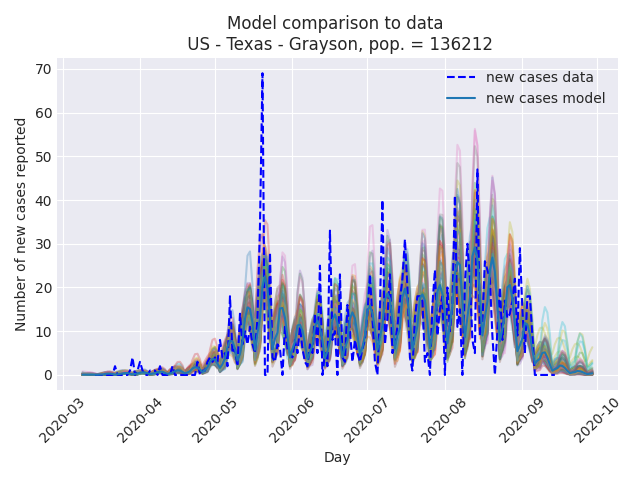 Model comparison to data
US - Texas - Grayson, pop. = 136212
new cases data
new cases model
Number of new cases reported
70
60
50
40
30
20
10
0
2020-03
2020-04
2020-05
2020-06
2020-07
2020-08
2020-09
2020-10
Day